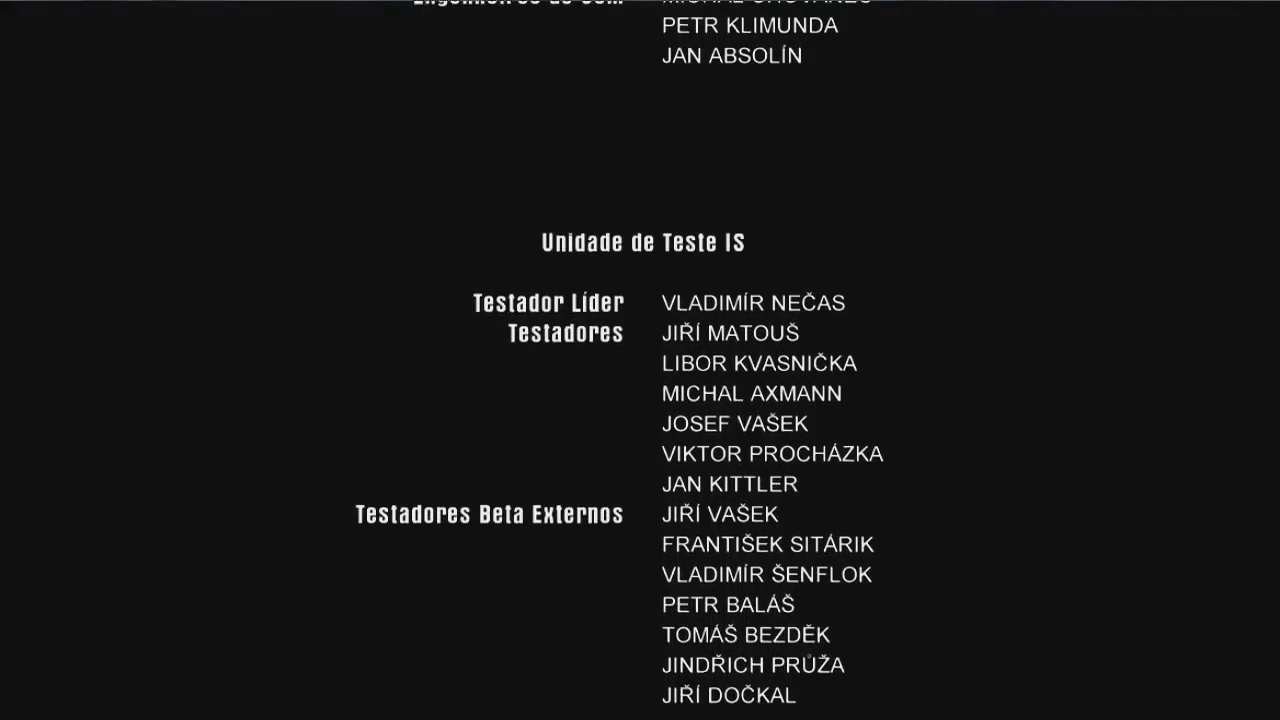 PETR KLIMUNDA
JAN ABSOLÍN
Unidade de Teste IS
Testador Líder VLADIMÍR NEČAS
Testadores JIŘÍ MATOUŠ
LIBOR KVASNIČKA
MICHAL AXMANN
JOSEF VAŠEK
VIKTOR PROCHÁZKA
JAN KITTLER
Testadores Beta Externos JIŘÍ VAŠEK
FRANTIŠEK SITÁRIK
VLADIMÍR ŠENFLOK
PETR BALÁŠ
TOMÁŠ BEZDĚK
JINDŘICH PRŮŽA
JIŘÍ DOČKAL